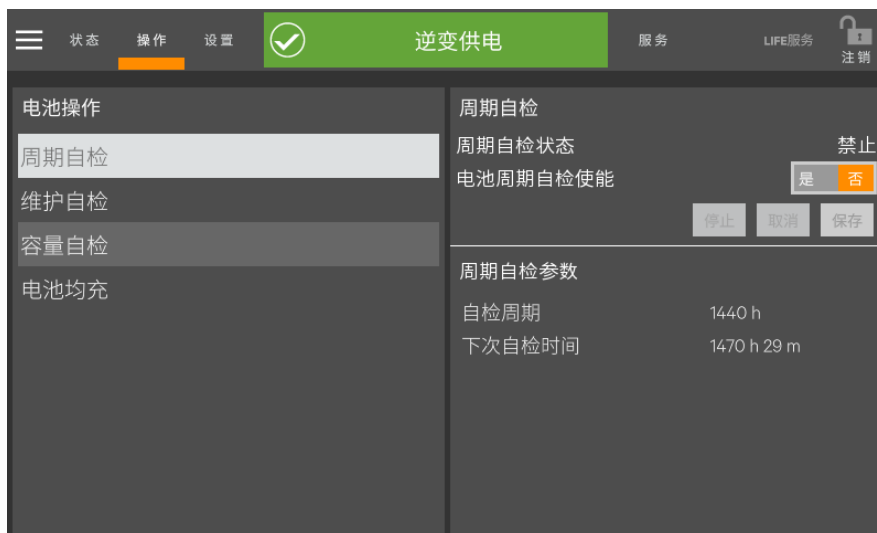 状态 操作 设置 逆变供电 服务 LIFE服务 注销
电池操作
周期自检
维护自检
容量自检
电池均充
周期自检
周期自检状态 禁止
电池周期自检使能 是 否
停止 取消 保存
周期自检参数
自检周期 1440 h
下次自检时间 1470 h 29 m